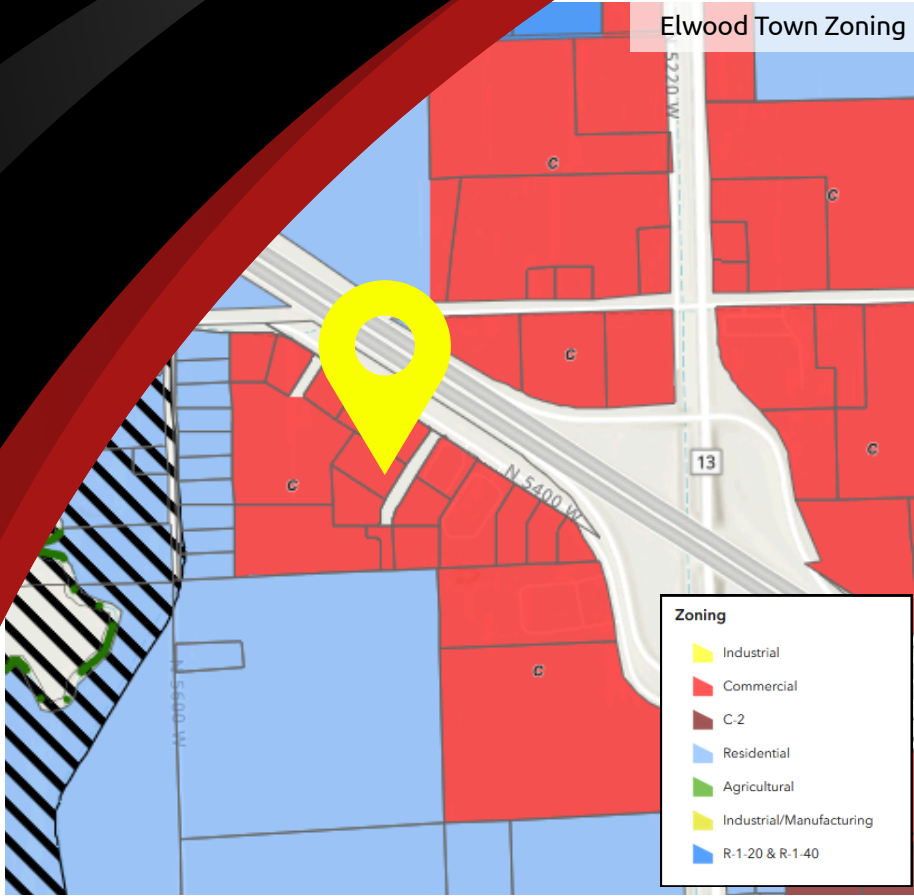 Elwood Town Zoning
N 5220 W
C
C
C
13
C
C
N 5400 W
C
N 5600 W
Zoning
Industrial
Commercial
C-2
Residential
Agricultural
Industrial/Manufacturing
R-1-20 & R-1-40